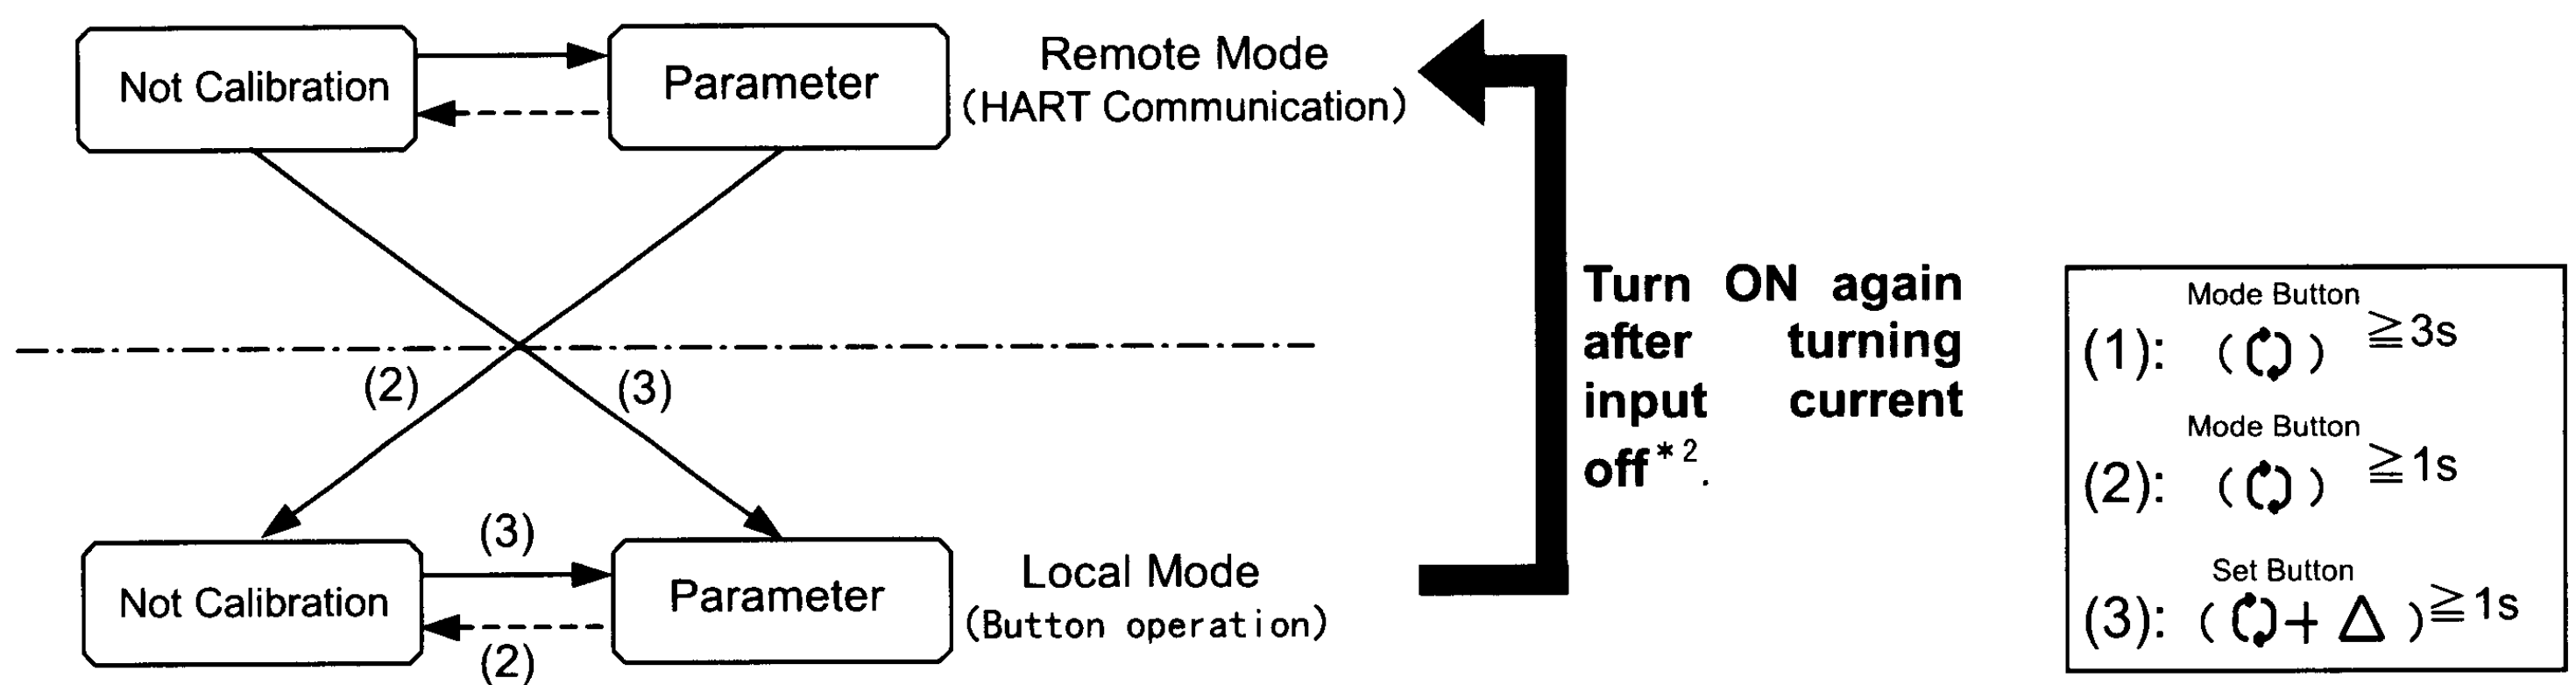 Not Calibration
Parameter
Remote Mode
(HART Communication)
(2)
(3)
Not Calibration
(3)
(2)
Parameter
Local Mode
(Button operation)
Turn ON again
after turning
input current
off*2.
Mode Button
(1): ( ) ≧3s
Mode Button
(2): ( ) ≧1s
Set Button
(3): ( + △ ) ≧1s